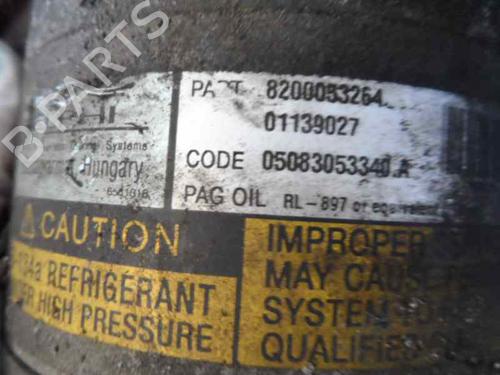 B-PARTS
PART 8200053264
01139027
CODE 05083053340.A
Hungary
PAG OIL RL-897 or equivalent
CAUTION
REFRIGERANT
HIGH PRESSURE
IMPROPER
MAY CAUSE
SYSTEM TO
QUALIFIED